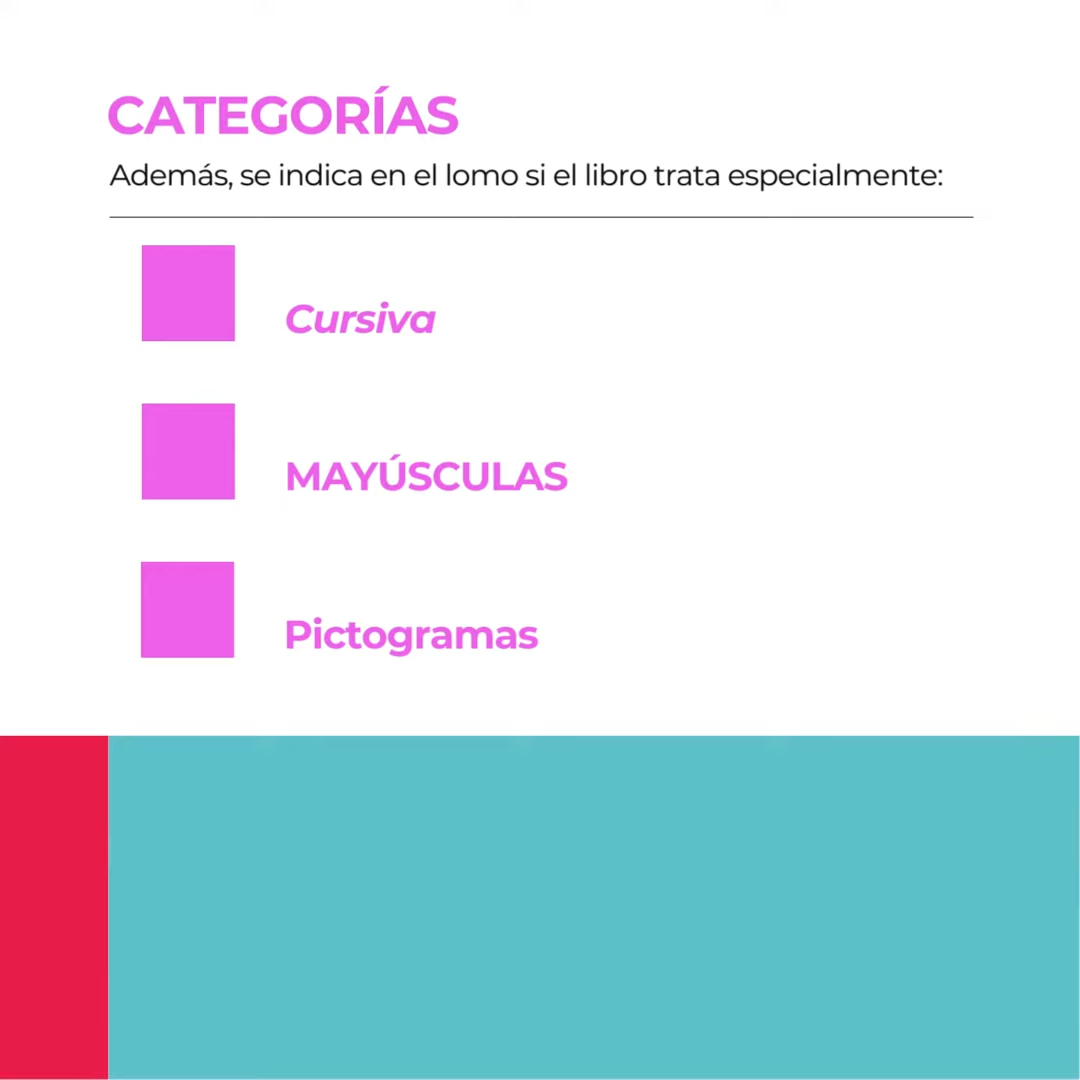 CATEGORÍAS
Además, se indica en el lomo si el libro trata especialmente:
Cursiva
MAYÚSCULAS
Pictogramas